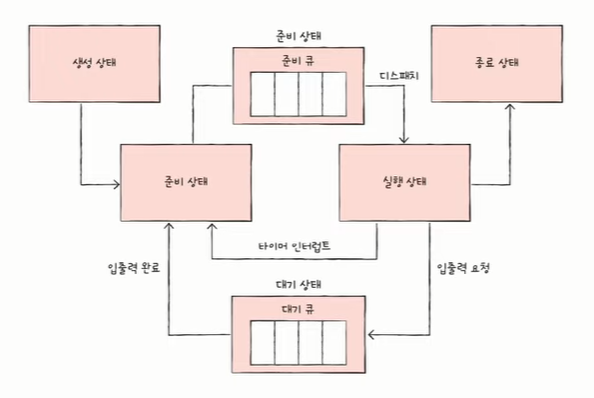 준비 상태
생성 상태
준비 큐
종료 상태
디스패치
준비 상태
실행 상태
타이머 인터럽트
입출력 완료
입출력 요청
대기 상태
대기 큐